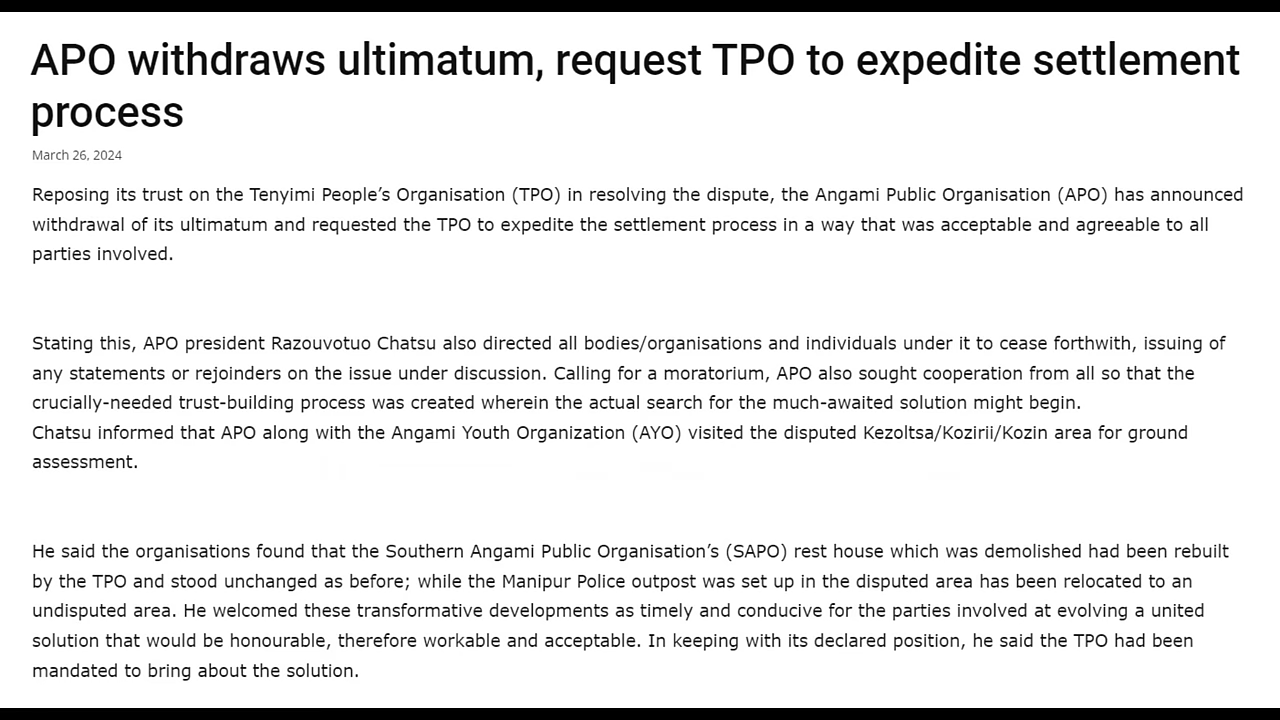 APO withdraws ultimatum, request TPO to expedite settlement
process
March 26, 2024
Reposing its trust on the Tenyimi People’s Organisation (TPO) in resolving the dispute, the Angami Public Organisation (APO) has announced
withdrawal of its ultimatum and requested the TPO to expedite the settlement process in a way that was acceptable and agreeable to all
parties involved.
Stating this, APO president Razouvotuo Chatsu also directed all bodies/organisations and individuals under it to cease forthwith, issuing of
any statements or rejoinders on the issue under discussion. Calling for a moratorium, APO also sought cooperation from all so that the
crucially-needed trust-building process was created wherein the actual search for the much-awaited solution might begin.
Chatsu informed that APO along with the Angami Youth Organization (AYO) visited the disputed Kezoltsa/Kozirii/Kozin area for ground
assessment.
He said the organisations found that the Southern Angami Public Organisation’s (SAPO) rest house which was demolished had been rebuilt
by the TPO and stood unchanged as before; while the Manipur Police outpost was set up in the disputed area has been relocated to an
undisputed area. He welcomed these transformative developments as timely and conducive for the parties involved at evolving a united
solution that would be honourable, therefore workable and acceptable. In keeping with its declared position, he said the TPO had been
mandated to bring about the solution.